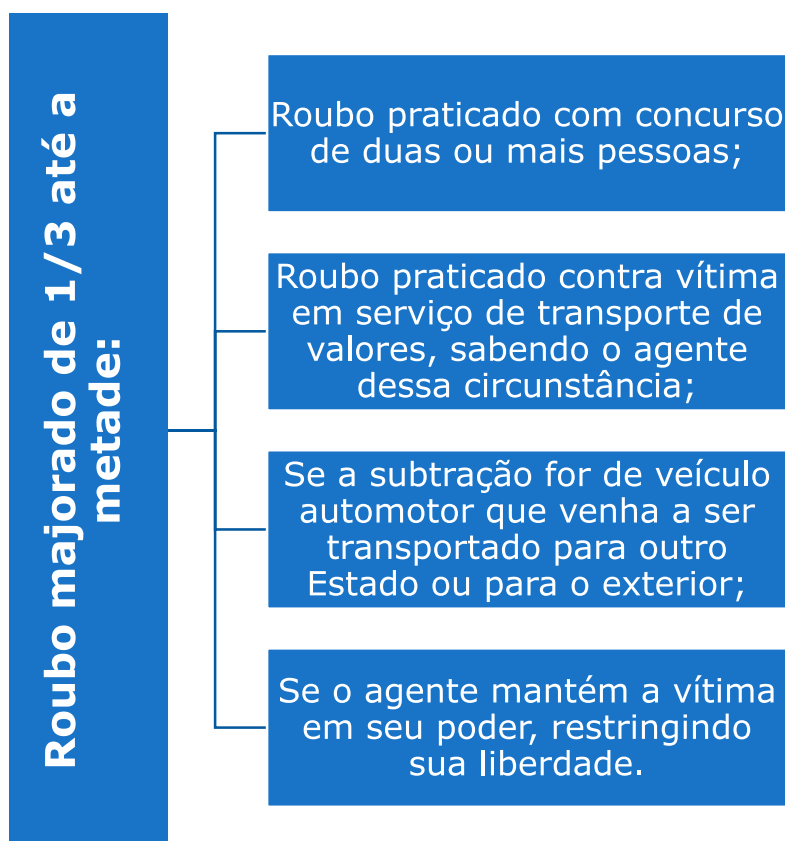 Roubo majorado de 1/3 até a
metade:
Roubo praticado com concurso
de duas ou mais pessoas;
Roubo praticado contra vítima
em serviço de transporte de
valores, sabendo o agente
dessa circunstância;
Se a subtração for de veículo
automotor que venha a ser
transportado para outro
Estado ou para o exterior;
Se o agente mantém a vítima
em seu poder, restringindo
sua liberdade.